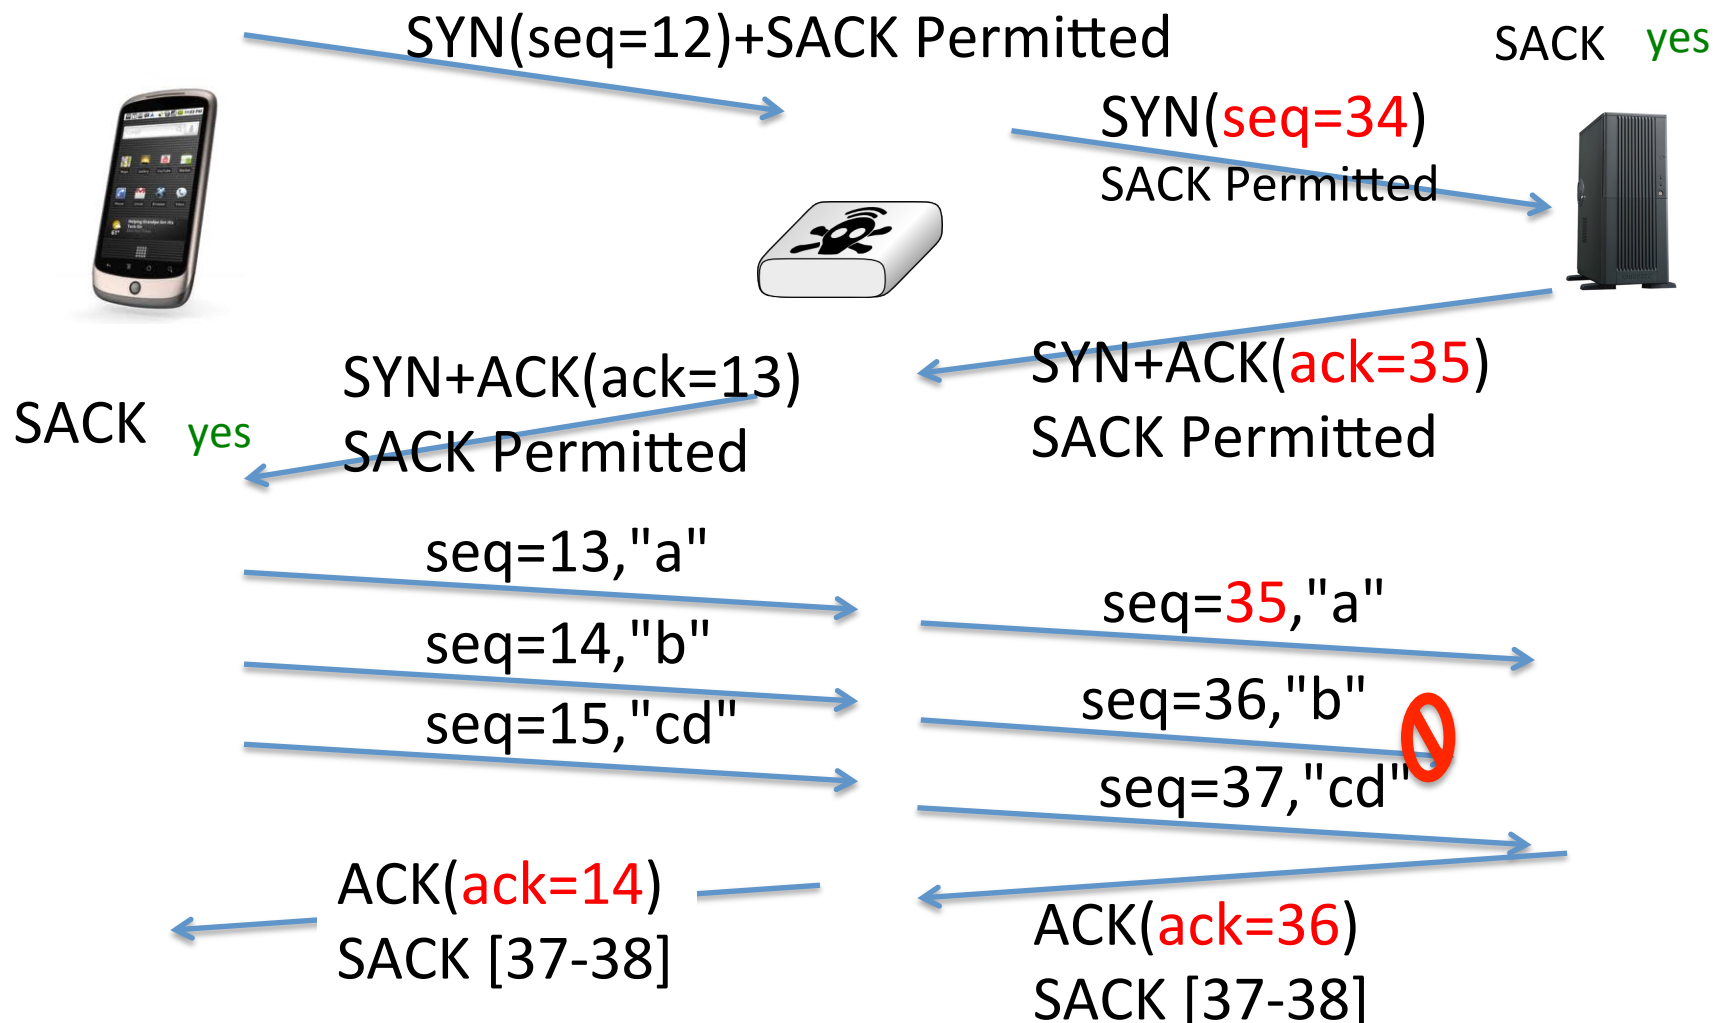 SYN(seq=12)+SACK Permitted
SACK yes
SYN(seq=34)
SACK Permitted
SYN+ACK(ack=35)
SACK Permitted
SYN+ACK(ack=13)
SACK Permitted
SACK yes
seq=13,"a"
seq=35,"a"
seq=14,"b"
seq=36,"b"
seq=15,"cd"
seq=37,"cd"
ACK(ack=14)
SACK [37-38]
ACK(ack=36)
SACK [37-38]